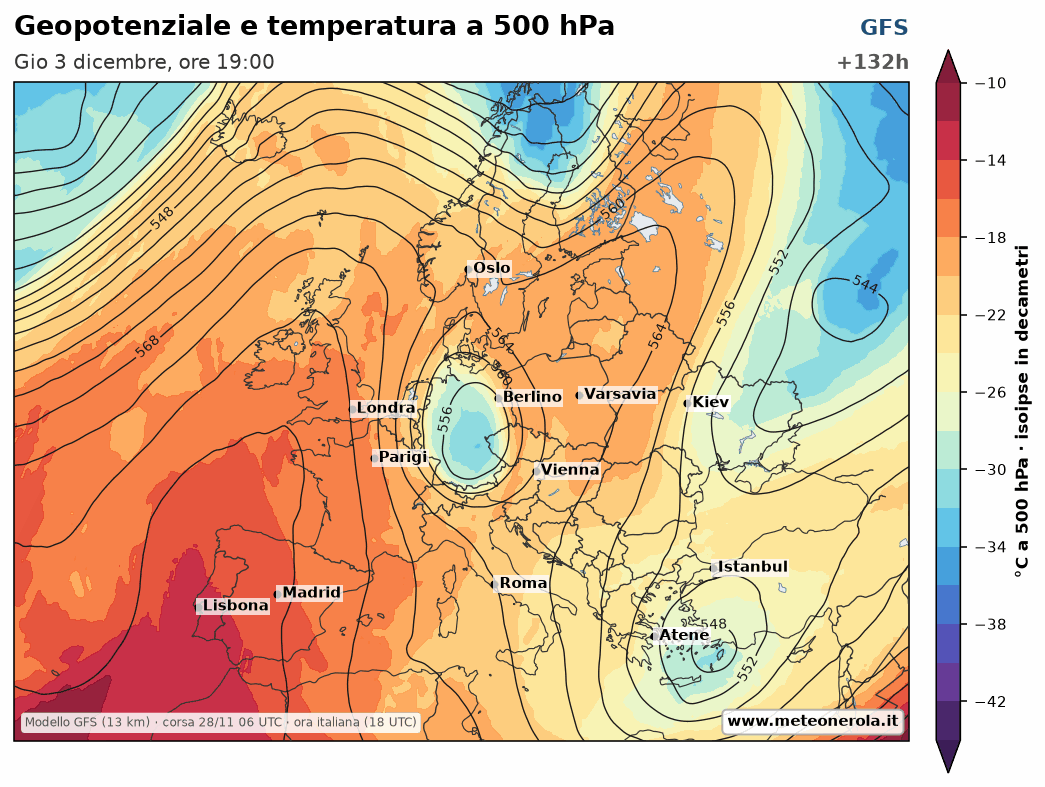 Geopotenziale e temperatura a 500 hPa
GFS
Gio 3 dicembre, ore 19:00
+132h
−10
−14
−18
−22
−26
−30
−34
−38
−42
°C a 500 hPa · isoipse in decametri
548
560
552
544
568
556
564
564
560
556
Oslo
Londra
Berlino
Varsavia
Kiev
Parigi
Vienna
Istanbul
Roma
Madrid
Lisbona
548
Atene
552
Modello GFS (13 km) · corsa 28/11 06 UTC · ora italiana (18 UTC)
www.meteonerola.it